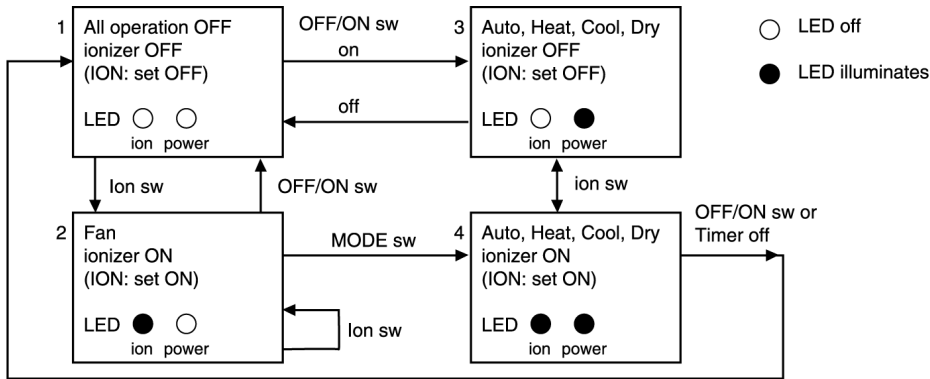 1
All operation OFF
ionizer OFF
(ION: set OFF)
LED
ion power
OFF/ON sw
on
off
3
Auto, Heat, Cool, Dry
ionizer OFF
(ION: set OFF)
LED
ion power
LED off
LED illuminates
Ion sw
OFF/ON sw
ion sw
2
Fan
ionizer ON
(ION: set ON)
LED
ion power
MODE sw
Ion sw
4
Auto, Heat, Cool, Dry
ionizer ON
(ION: set ON)
LED
ion power
OFF/ON sw or
Timer off